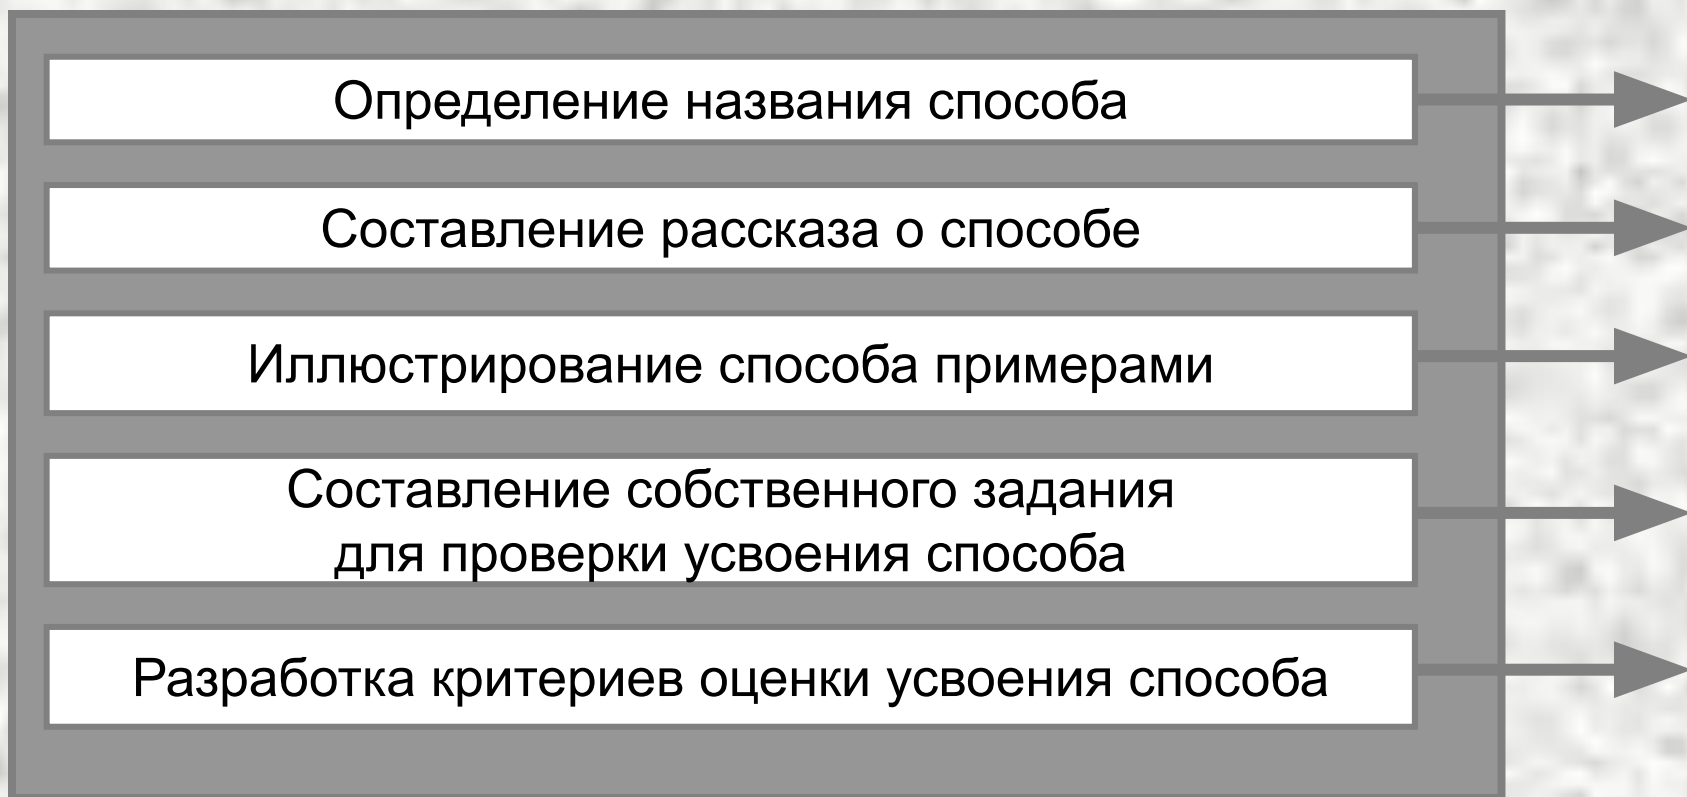 Определение названия способа
Составление рассказа о способе
Иллюстрирование способа примерами
Составление собственного задания
для проверки усвоения способа
Разработка критериев оценки усвоения способа